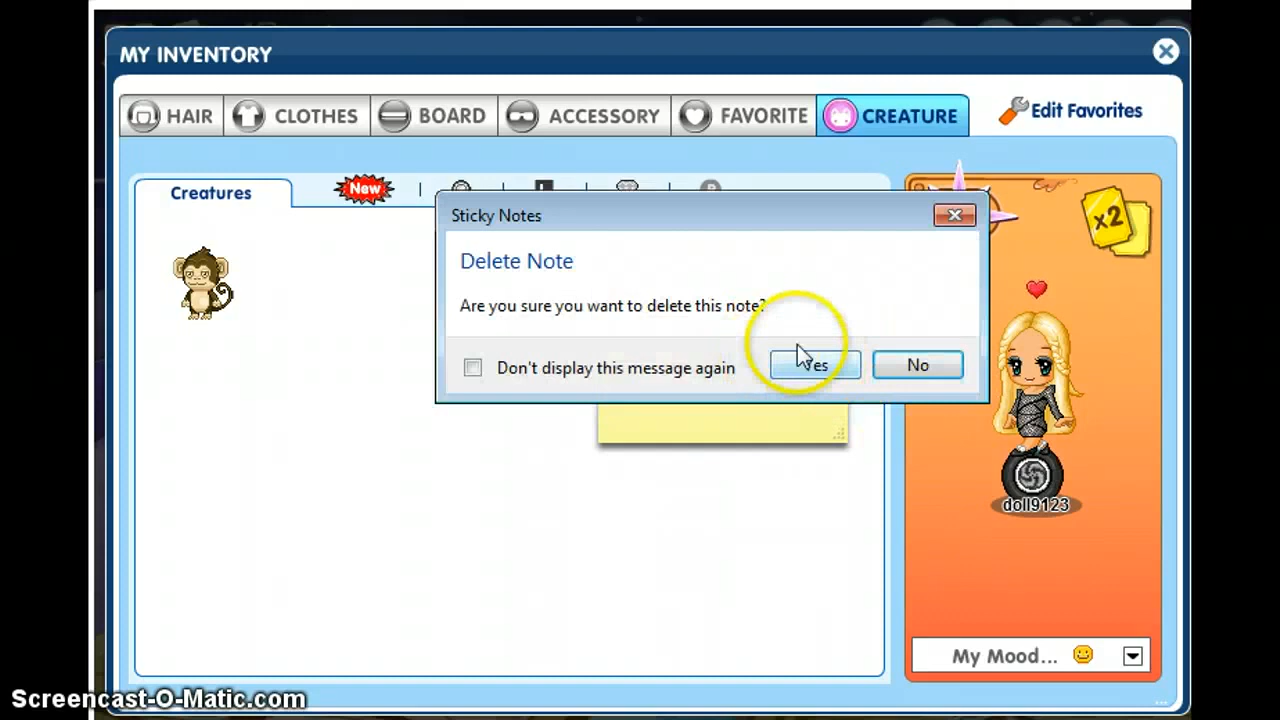 MY INVENTORY
HAIR
CLOTHES
BOARD
ACCESSORY
FAVORITE
CREATURE
Edit Favorites
Creatures
New
Sticky Notes
Delete Note
Are you sure you want to delete this note?
Don't display this message again
Yes
No
x2
doll9123
My Mood...
Screencast-O-Matic.com